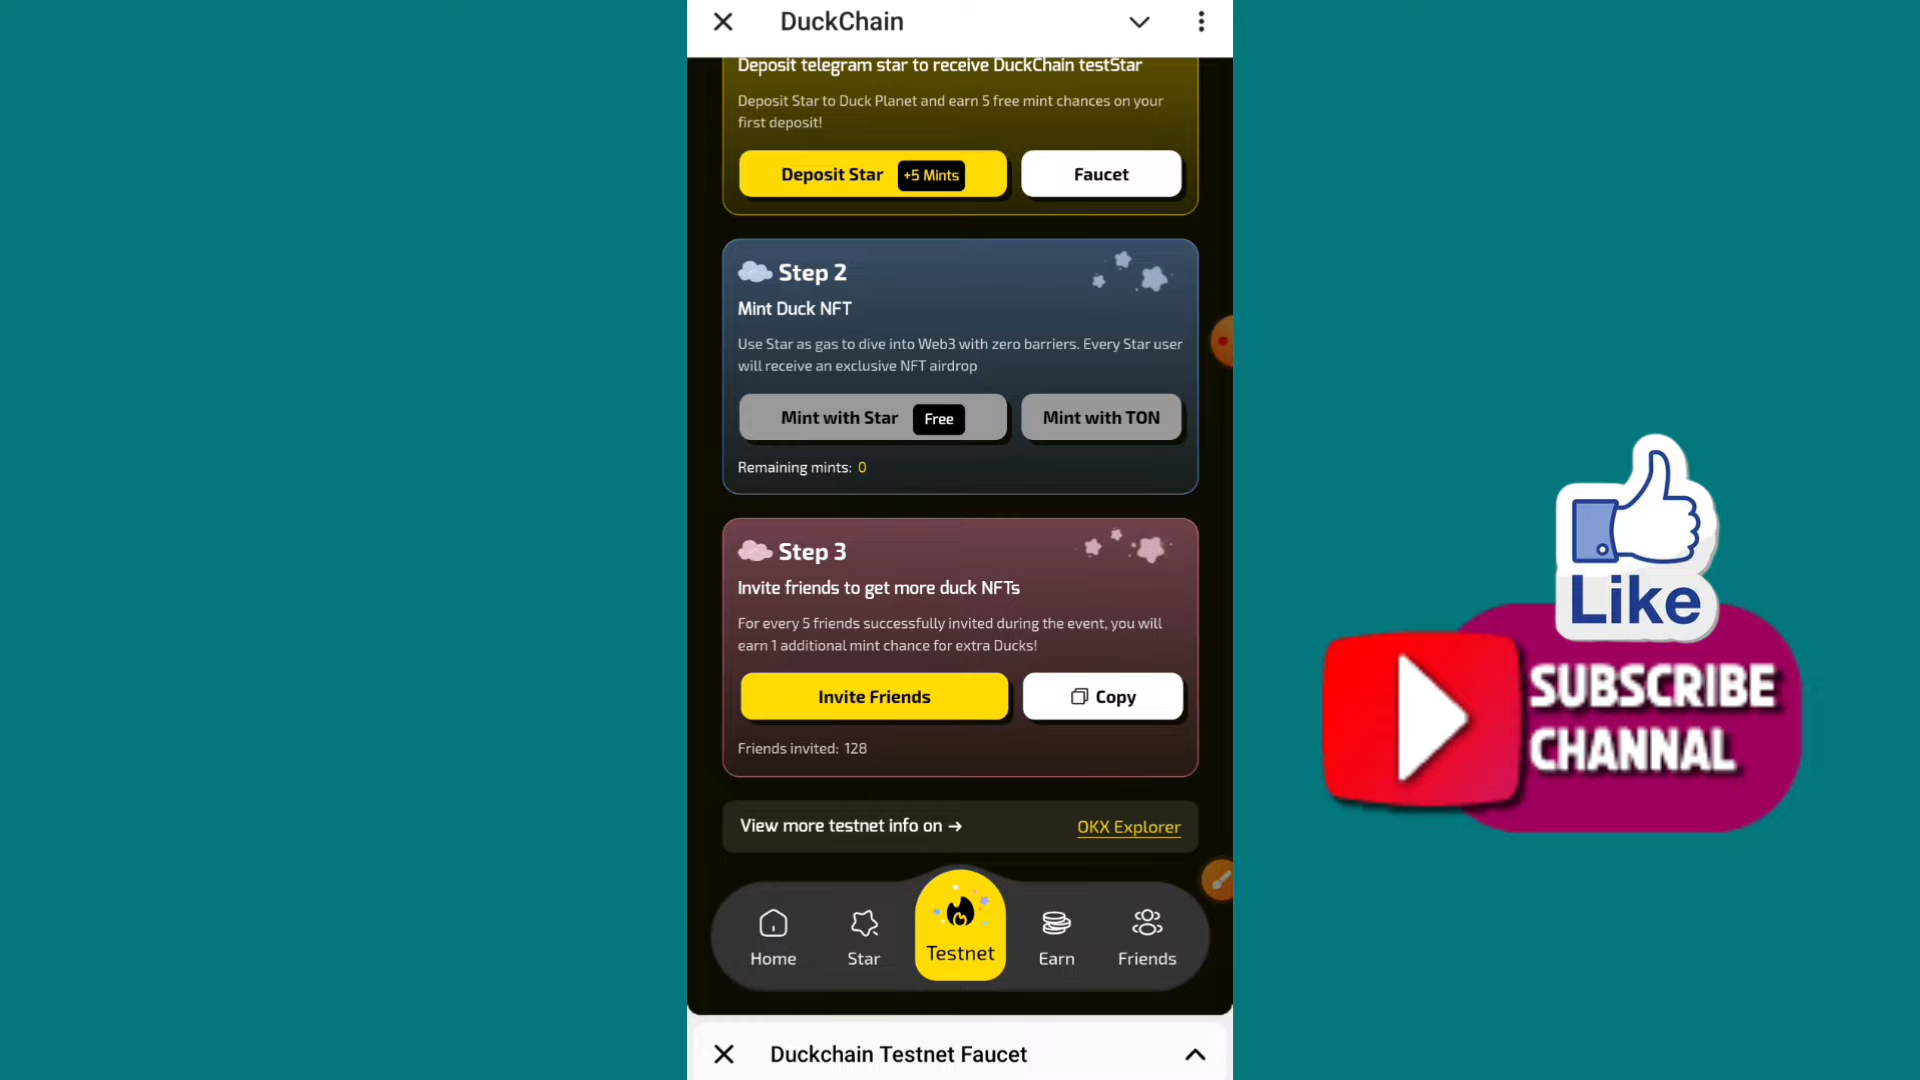 DuckChain
Deposit telegram star to receive DuckChain testStar
Deposit Star to Duck Planet and earn 5 free mint chances on your
first deposit!
Deposit Star +5 Mints Faucet
Step 2
Mint Duck NFT
Use Star as gas to dive into Web3 with zero barriers. Every Star user
will receive an exclusive NFT airdrop
Mint with Star Free Mint with TON
Remaining mints: 0
Step 3
Invite friends to get more duck NFTs
For every 5 friends successfully invited during the event, you will
earn 1 additional mint chance for extra Ducks!
Invite Friends Copy
Friends invited: 128
View more testnet info on → OKX Explorer
Home Star Testnet Earn Friends
Duckchain Testnet Faucet
Like
SUBSCRIBE
CHANNAL